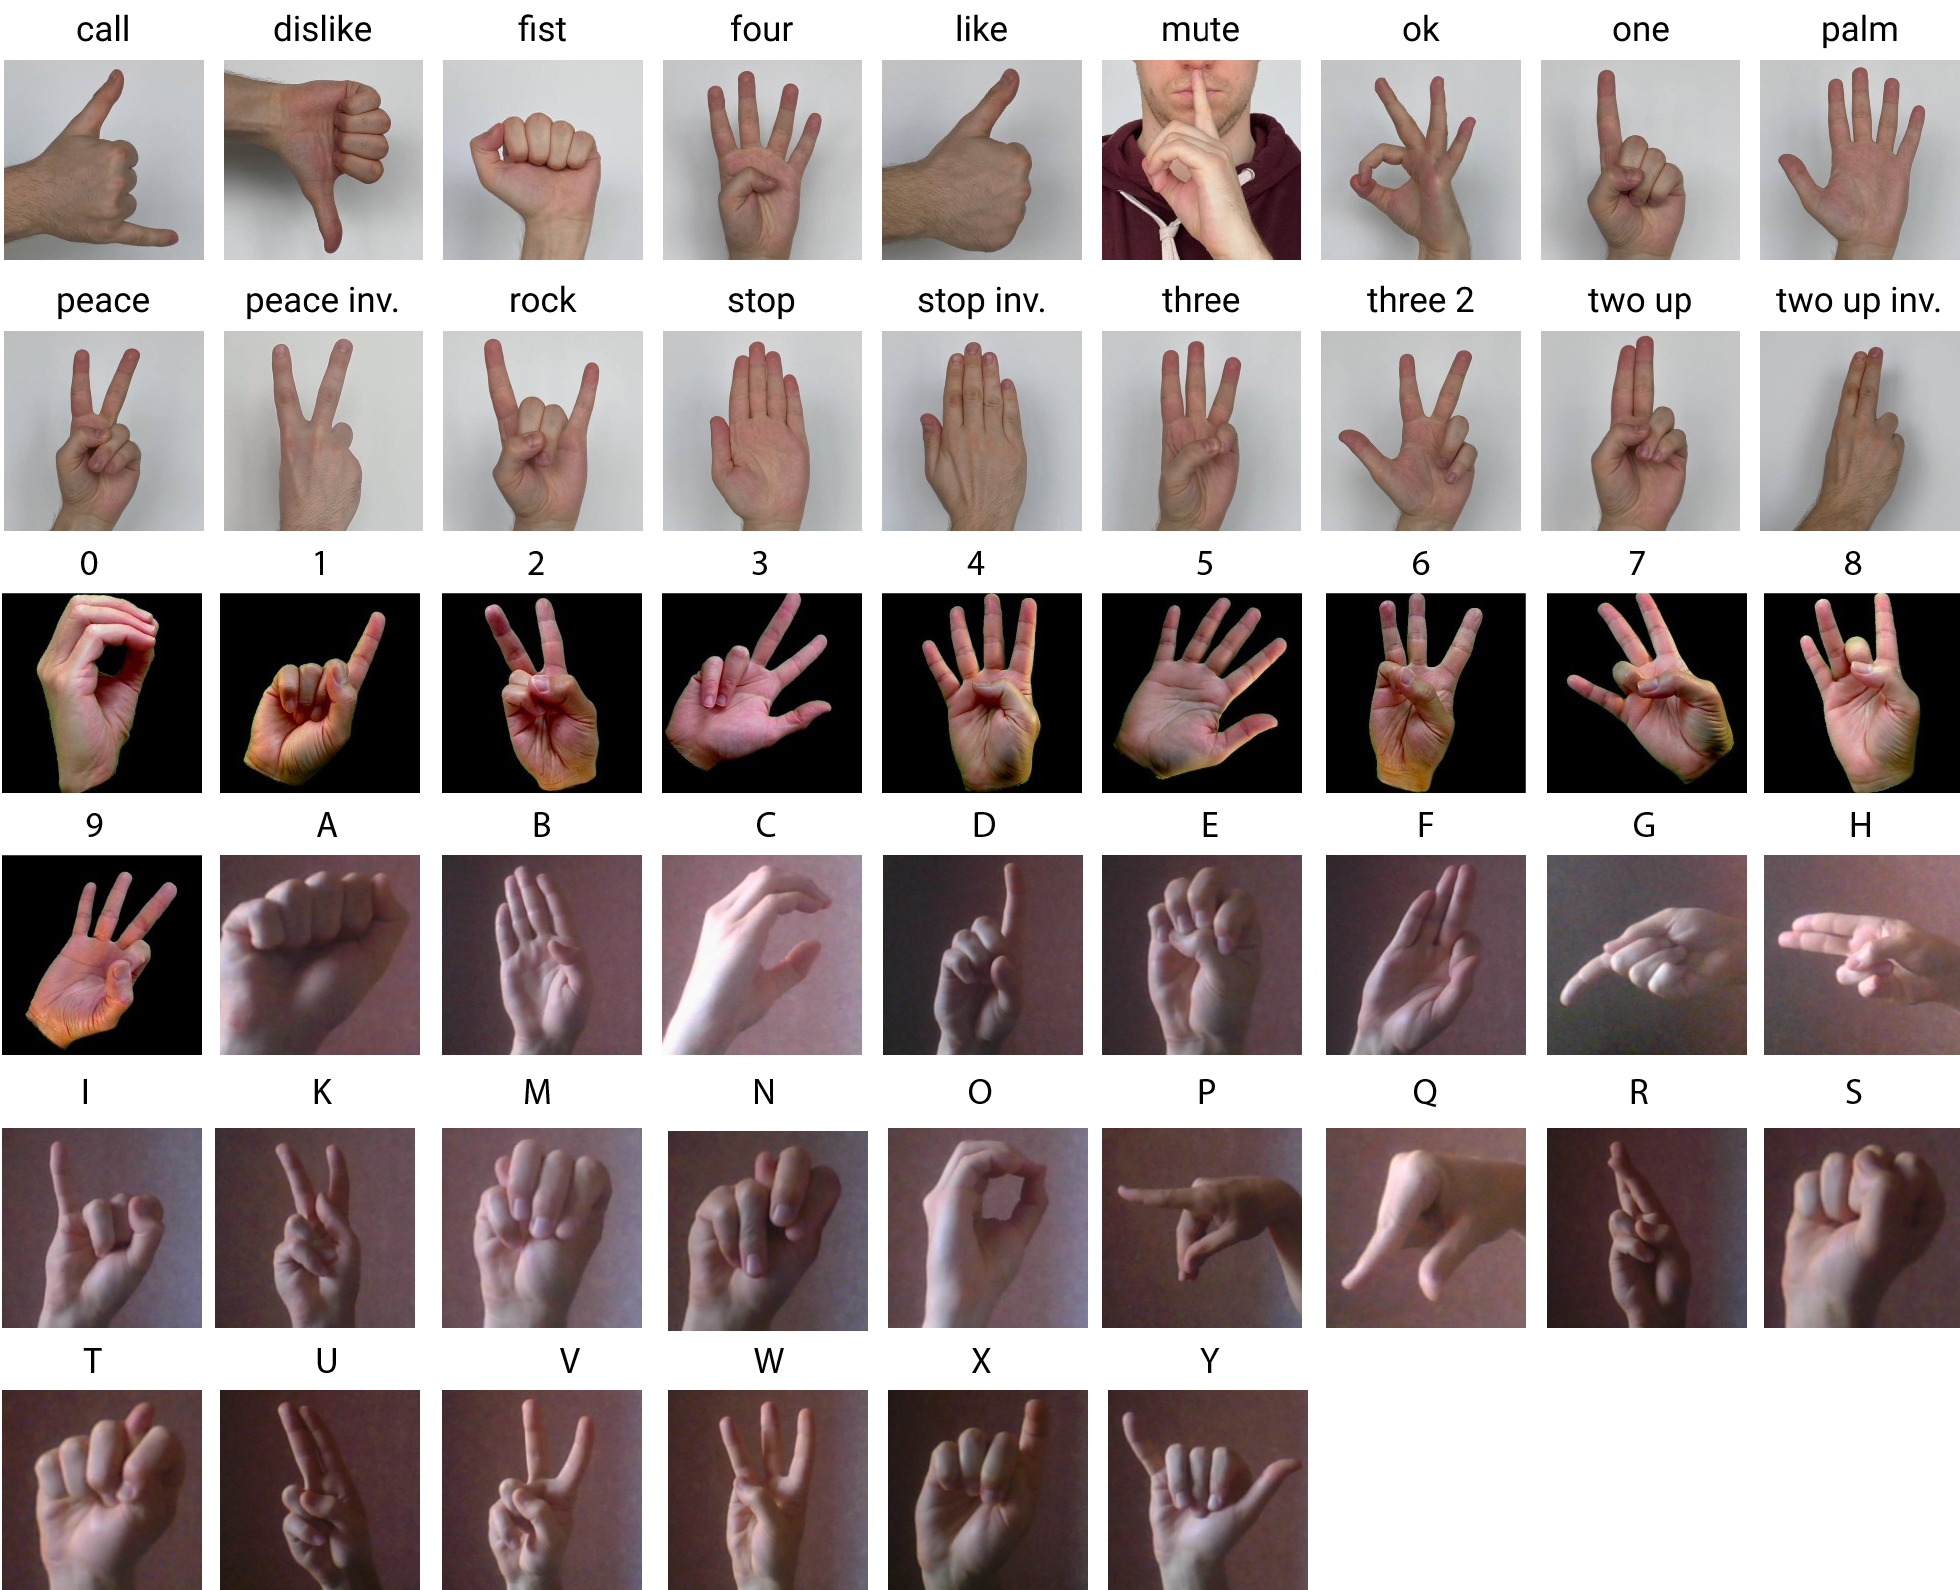 call dislike fist four like mute ok one palm
peace peace inv. rock stop stop inv. three three 2 two up two up inv.
0 1 2 3 4 5 6 7 8
9 A B C D E F G H
I K M N O P Q R S
T U V W X Y